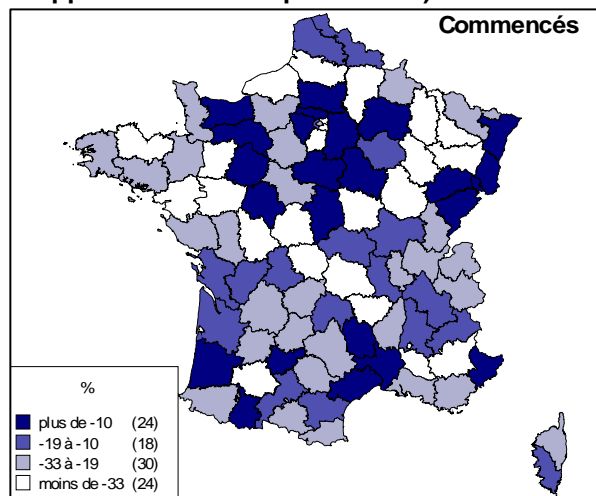 Commencés
%
plus de -10 (24)
-19 à -10 (18)
-33 à -19 (30)
moins de -33 (24)